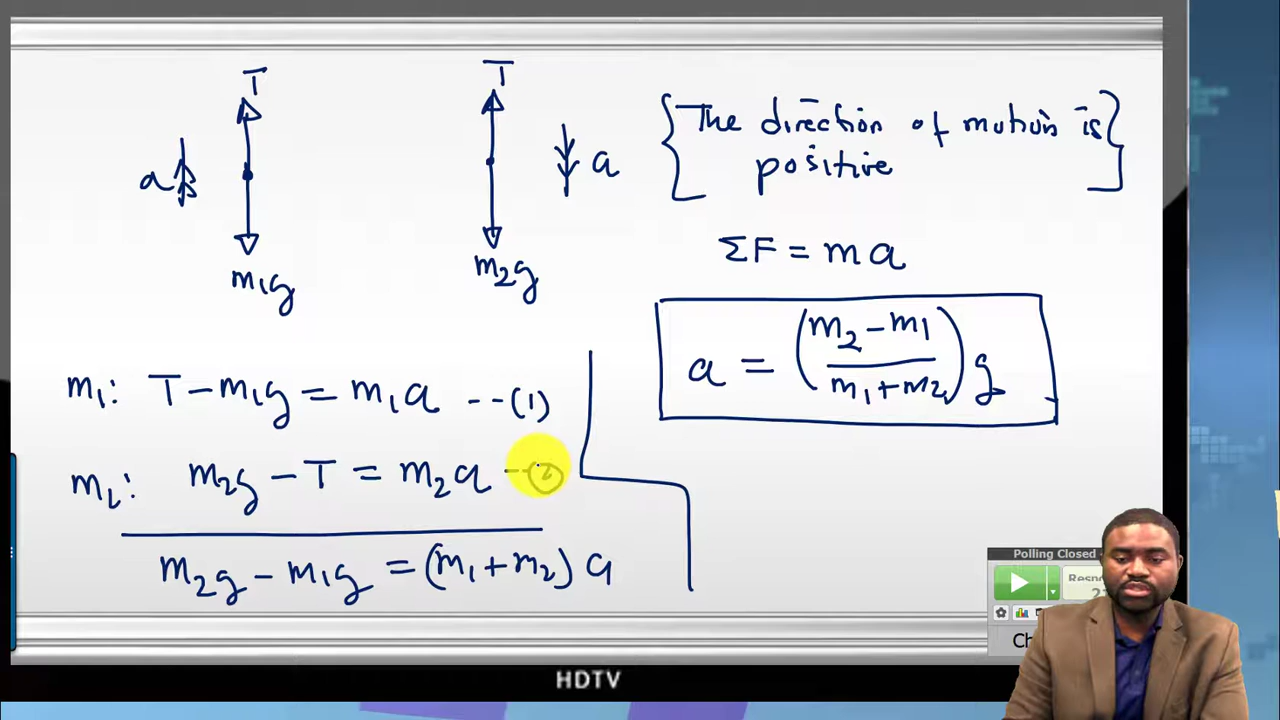 T
T
a
a
m₁g
m₂g
{The direction of motion is
positive}
ΣF = ma
a = ((m₂ - m₁)/(m₁+m₂)) g
m₁: T - m₁g = m₁a --(1)
m₂: m₂g - T = m₂a --②
m₂g - m₁g = (m₁+m₂) a
Polling Closed
HDTV